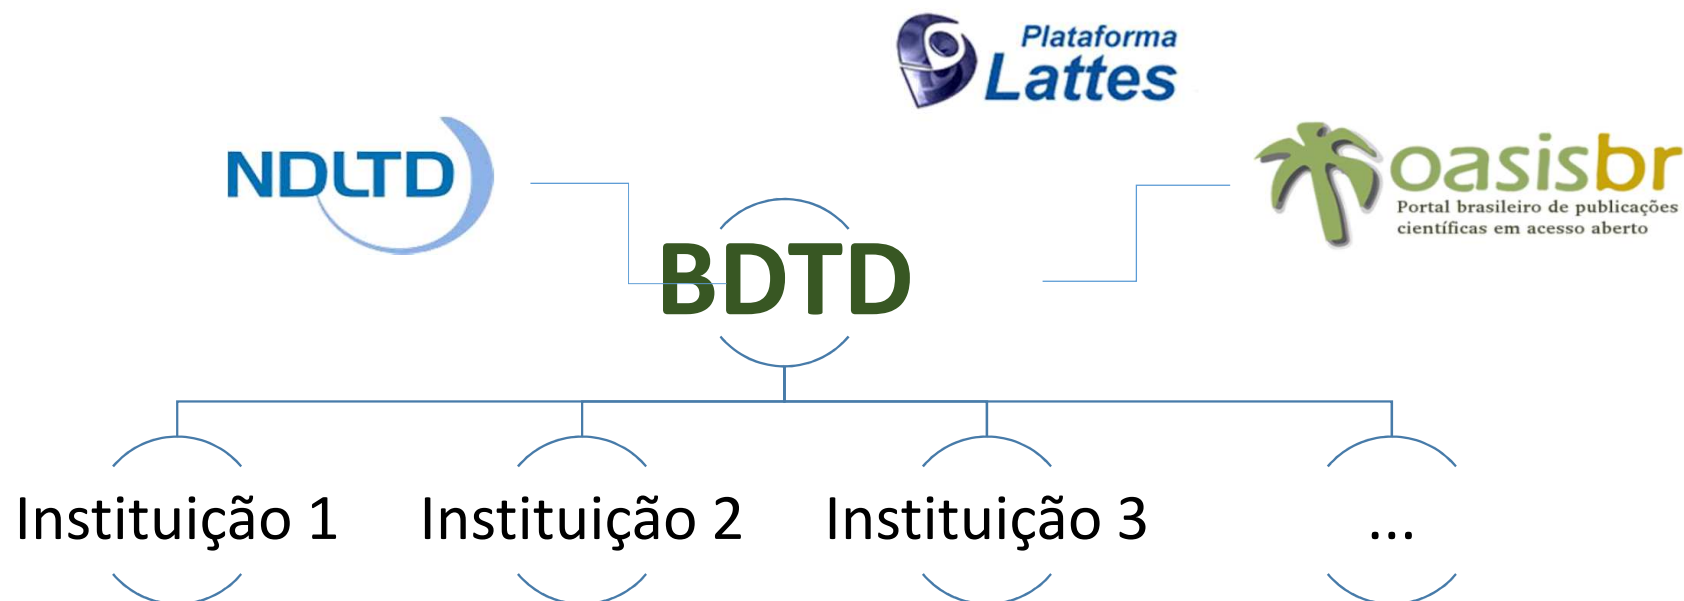 Plataforma
Lattes
NDLTD
oasisbr
Portal brasileiro de publicações
científicas em acesso aberto
BDTD
Instituição 1
Instituição 2
Instituição 3
...